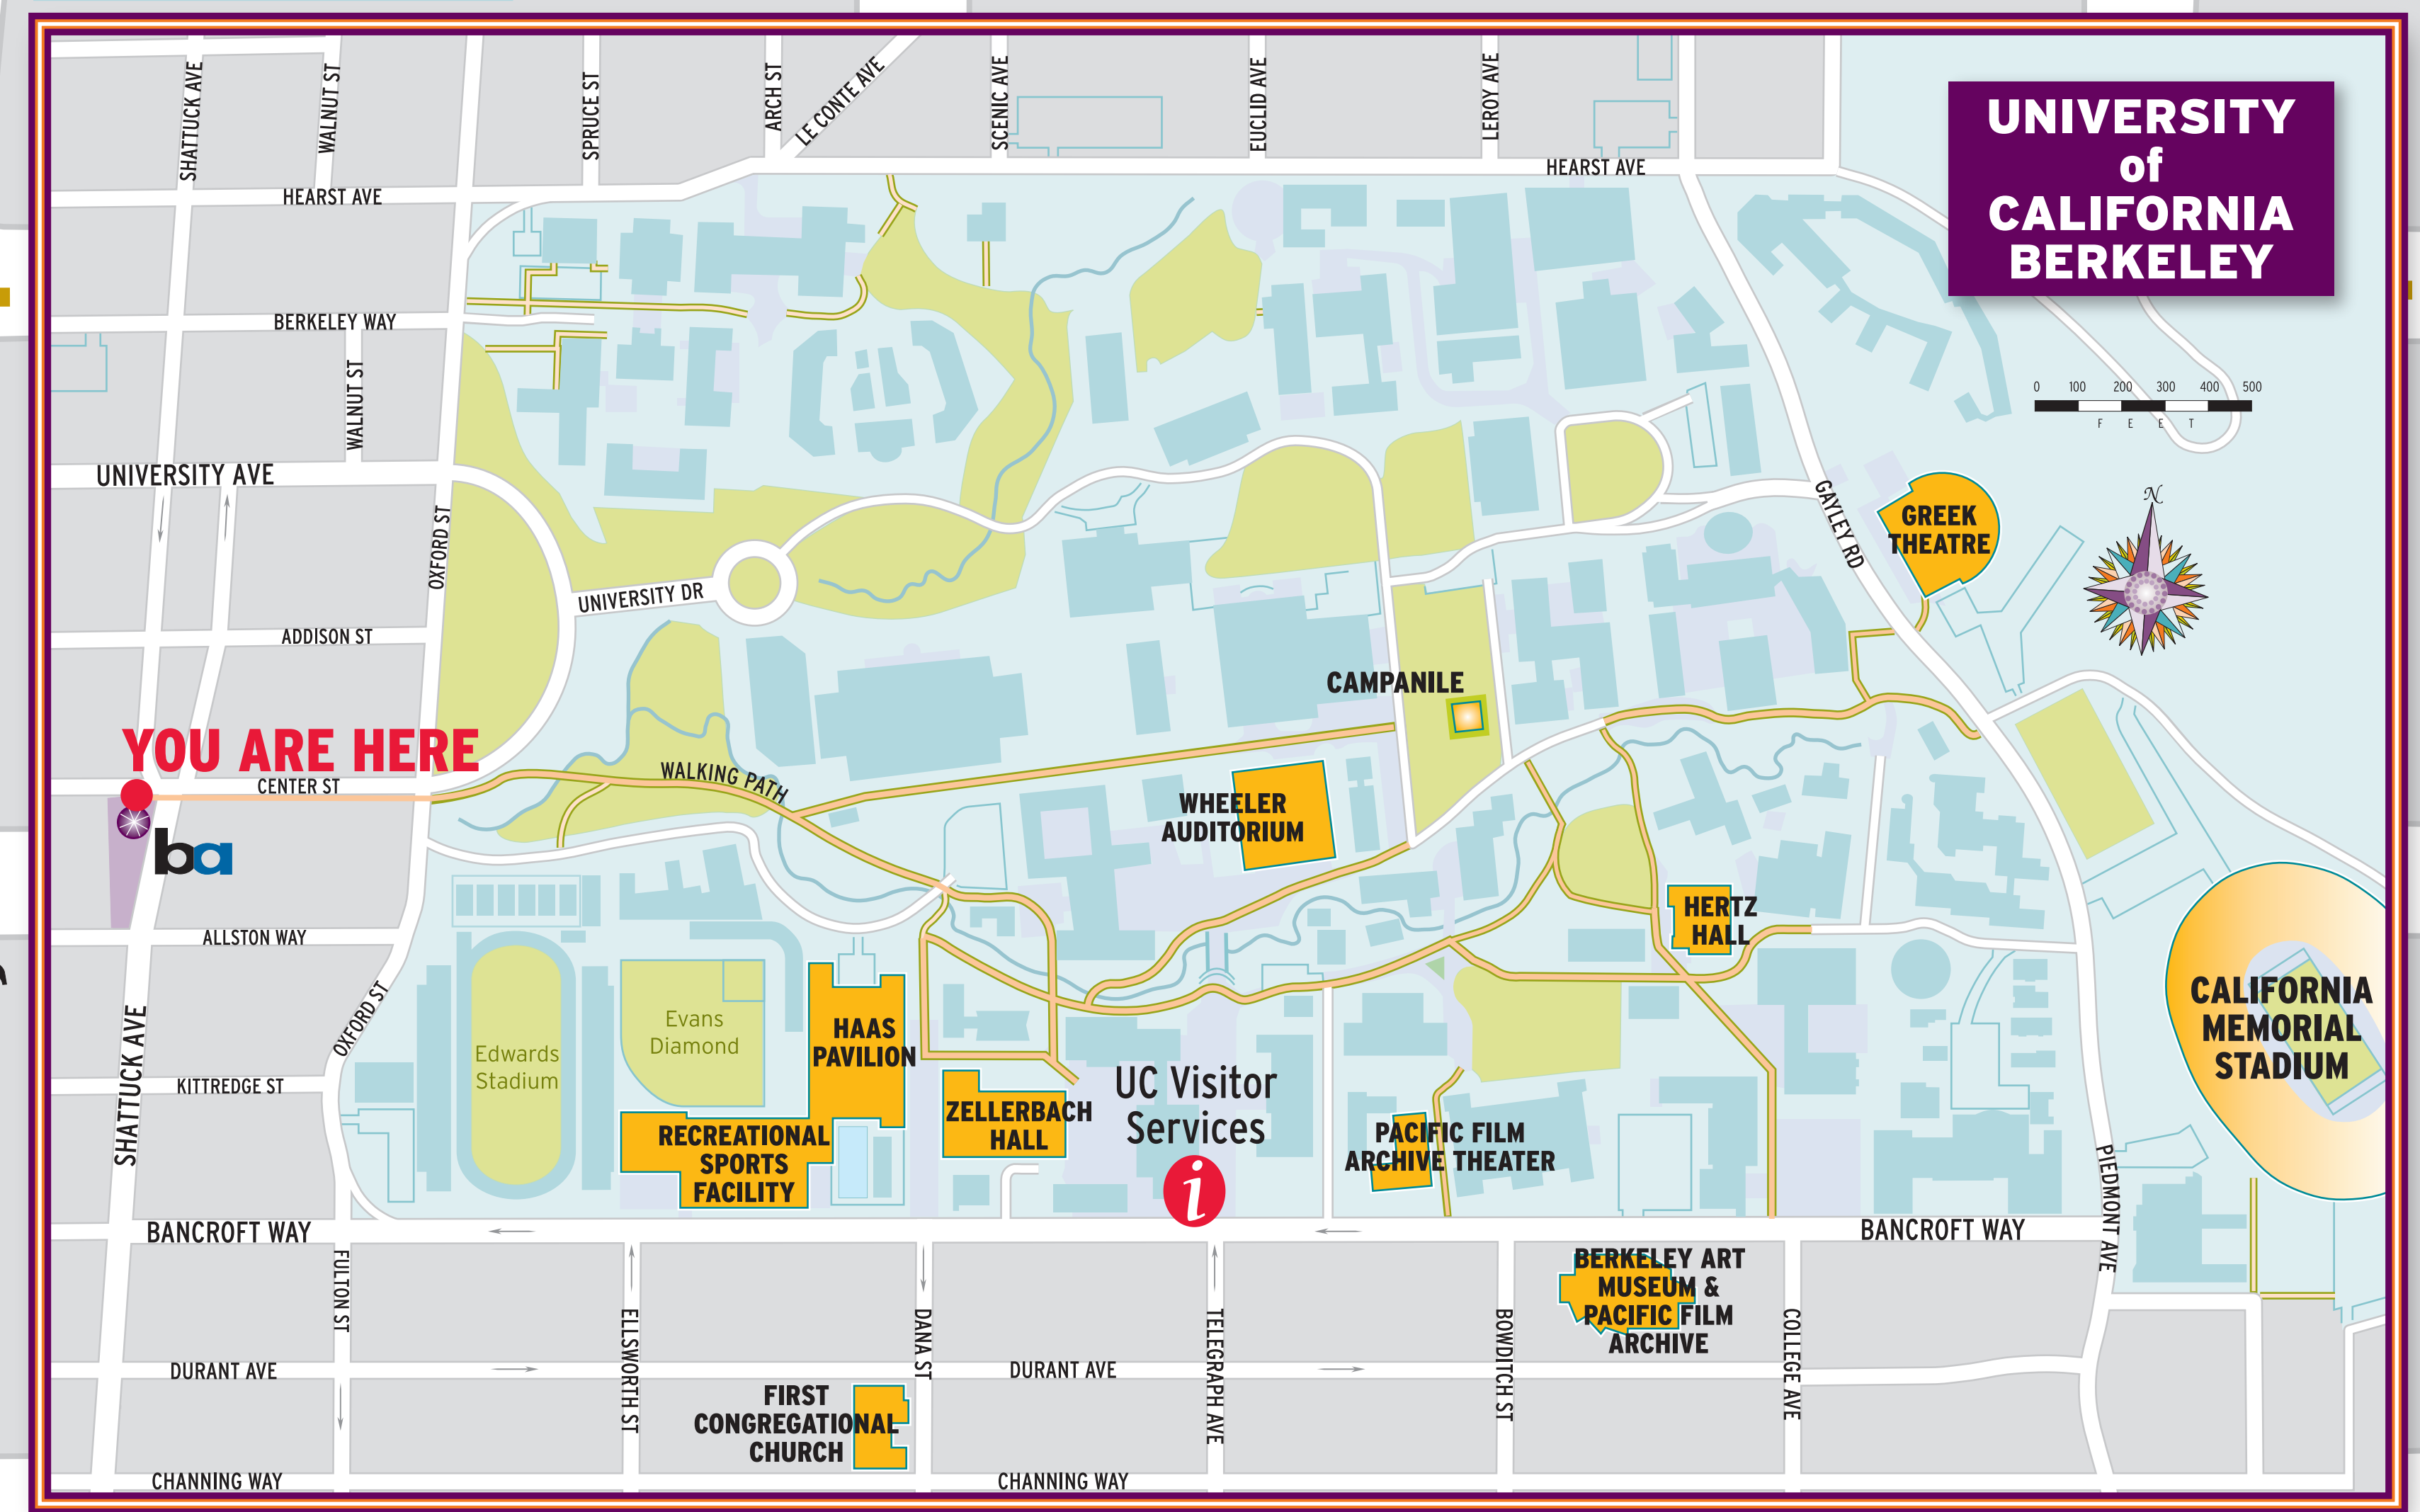 UNIVERSITY
of
CALIFORNIA
BERKELEY
SHATTUCK AVE
WALNUT ST
SPRUCE ST
ARCH ST
LE CONTE AVE
SCENIC AVE
EUCLID AVE
LEROY AVE
HEARST AVE
HEARST AVE
BERKELEY WAY
WALNUT ST
0 100 200 300 400 500
F E E T
UNIVERSITY AVE
OXFORD ST
GAYLEY RD
GREEK
THEATRE
N
UNIVERSITY DR
ADDISON ST
CAMPANILE
YOU ARE HERE
CENTER ST
WALKING PATH
WHEELER
AUDITORIUM
ba
HERTZ
HALL
ALLSTON WAY
OXFORD ST
CALIFORNIA
MEMORIAL
STADIUM
Edwards
Stadium
Evans
Diamond
HAAS
PAVILION
SHATTUCK AVE
KITTREDGE ST
UC Visitor
Services
i
ZELLERBACH
HALL
RECREATIONAL
SPORTS
FACILITY
PACIFIC FILM
ARCHIVE THEATER
PIEDMONT AVE
BANCROFT WAY
BANCROFT WAY
FULTON ST
ELLSWORTH ST
DANA ST
TELEGRAPH AVE
BOWDITCH ST
COLLEGE AVE
BERKELEY ART
MUSEUM &
PACIFIC FILM
ARCHIVE
DURANT AVE
DURANT AVE
FIRST
CONGREGATIONAL
CHURCH
CHANNING WAY
CHANNING WAY